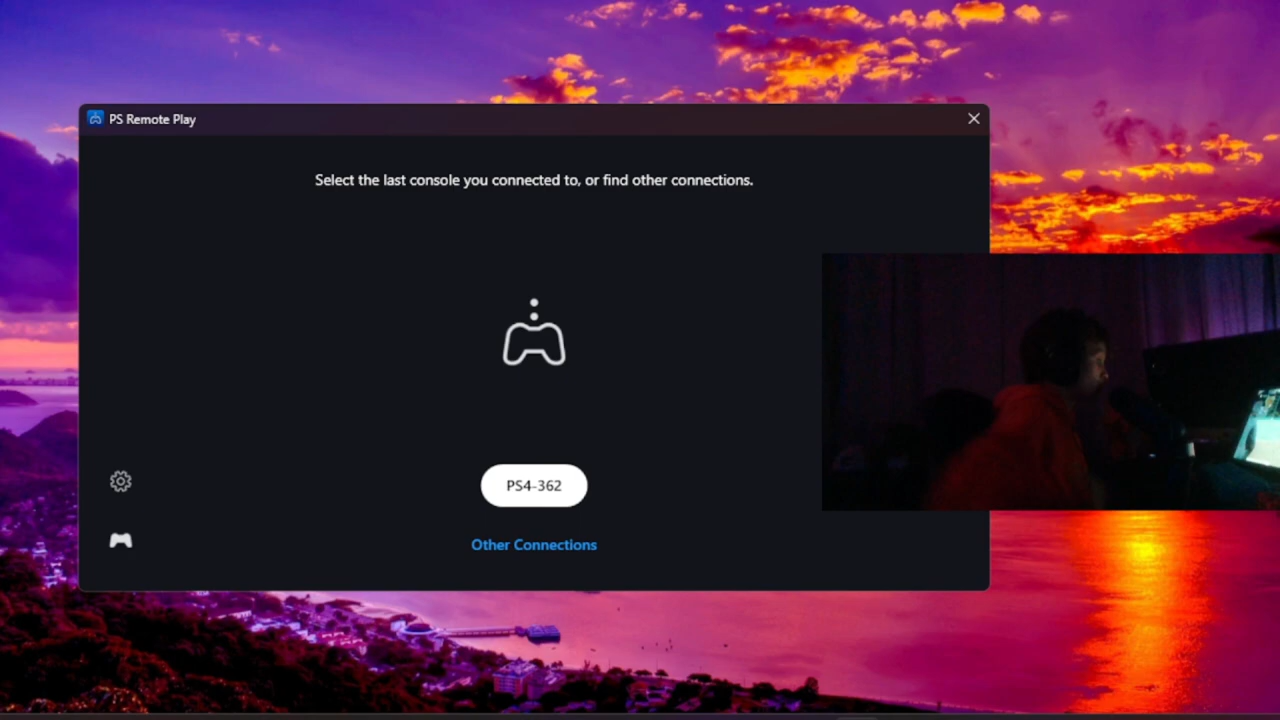 PS Remote Play
Select the last console you connected to, or find other connections.
PS4-362
Other Connections